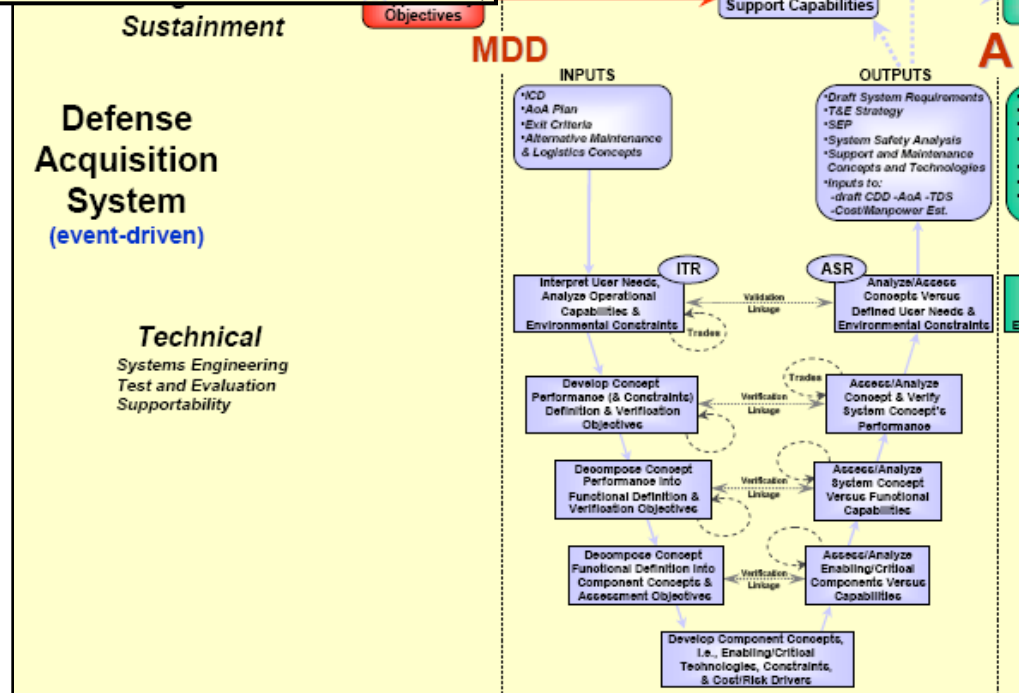 Sustainment
Objectives
Support Capabilities
MDD
A
Defense
Acquisition
System
(event-driven)
Technical
Systems Engineering
Test and Evaluation
Supportability
INPUTS
•ICD
•AoA Plan
•Exit Criteria
•Alternative Maintenance
& Logistics Concepts
OUTPUTS
•Draft System Requirements
•T&E Strategy
•SEP
•System Safety Analysis
•Support and Maintenance
Concepts and Technologies
•Inputs to:
-draft CDD -AoA -TDS
-Cost/Manpower Est.
ITR
Interpret User Needs,
Analyze Operational
Capabilities &
Environmental Constraints
Trades
Validation
Linkage
ASR
Analyze/Assess
Concepts Versus
Defined User Needs &
Environmental Constraints
Develop Concept
Performance (& Constraints)
Definition & Verification
Objectives
Verification
Linkage
Trades
Assess/Analyze
Concept & Verify
System Concept's
Performance
Decompose Concept
Performance Into
Functional Definition &
Verification Objectives
Verification
Linkage
Assess/Analyze
System Concept
Versus Functional
Capabilities
Decompose Concept
Functional Definition Into
Component Concepts &
Assessment Objectives
Verification
Linkage
Assess/Analyze
Enabling/Critical
Components Versus
Capabilities
Develop Component Concepts,
i.e., Enabling/Critical
Technologies, Constraints,
& Cost/Risk Drivers